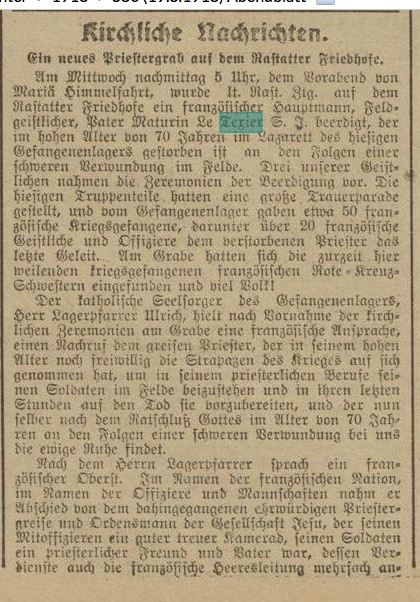 1918
(19.8.1918) Abendblatt
Kirchliche Nachrichten.
Ein neues Priestergrab auf dem Rastatter Friedhofe.
Am Mittwoch nachmittag 5 Uhr, dem Vorabend von
Mariä Himmelfahrt, wurde lt. Rast. Ztg. auf dem
Rastatter Friedhofe ein französischer Hauptmann, Feld-
geistlicher, Pater Maturin Le Texier S. J. beerdigt, der
im hohen Alter von 70 Jahren im Lazarett des hiesigen
Gefangenenlagers gestorben ist an den Folgen einer
schweren Verwundung im Felde. Drei unserer Geist-
lichen nahmen die Zeremonien der Beerdigung vor. Die
hiesigen Truppenteile hatten eine große Trauerparade
gestellt, und vom Gefangenenlager gaben etwa 50 fran-
zösische Kriegsgefangene, darunter über 20 französische
Geistliche und Offiziere dem verstorbenen Priester das
letzte Geleit. Am Grabe hatten sich die zurzeit hier
weilenden kriegsgefangenen französischen Rote-Kreuz-
Schwestern eingefunden und viel Volk!
Der katholische Seelsorger des Gefangenenlagers,
Herr Lagerpfarrer Ulrich, hielt nach Vornahme der kirch-
lichen Zeremonien am Grabe eine französische Ansprache,
einen Nachruf dem greisen Priester, der in seinem hohen
Alter noch freiwillig die Strapazen des Krieges auf sich
genommen hat, um in seinem priesterlichen Berufe sei-
nen Soldaten im Felde beizustehen und in ihren letzten
Stunden auf den Tod sie vorzubereiten, und der nun
selber nach dem Ratschluß Gottes im Alter von 70 Jah-
ren an den Folgen einer schweren Verwundung bei uns
die ewige Ruhe findet.
Nach dem Herrn Lagerpfarrer sprach ein fran-
zösischer Oberst. Im Namen der französischen Nation,
im Namen der Offiziere und Mannschaften nahm er
Abschied von dem dahingegangenen ehrwürdigen Priester-
greise und Ordensmann der Gesellschaft Jesu, der seinen
Mitoffizieren ein guter treuer Kamerad, seinen Soldaten
ein priesterlicher Freund und Vater war, dessen Ver-
dienste auch die französische Heeresleitung mehrfach an-